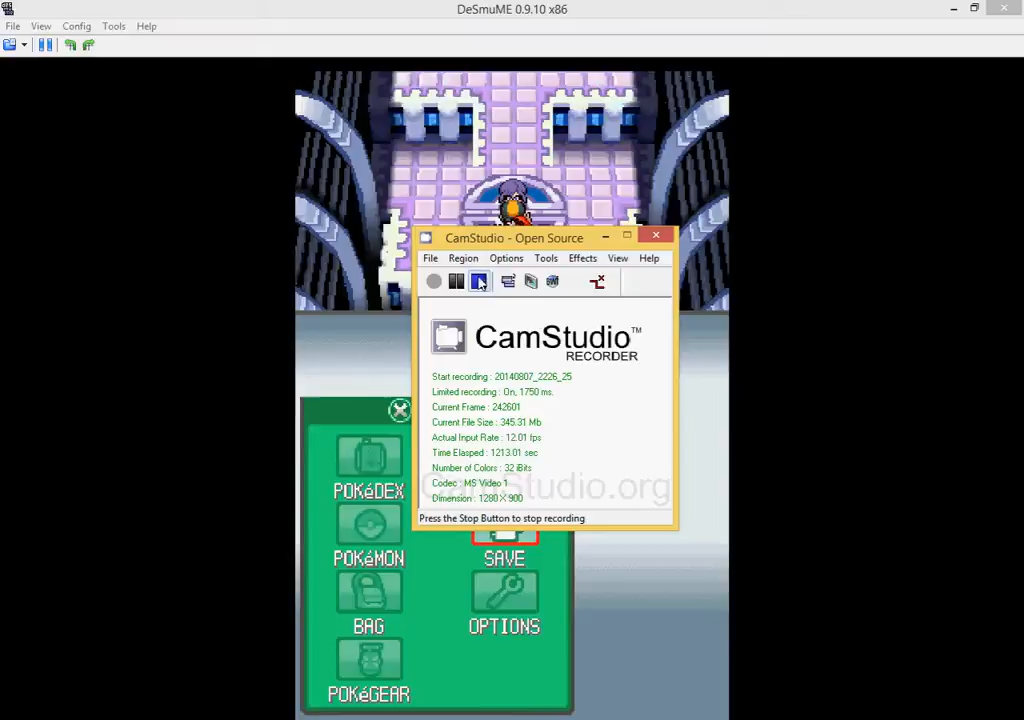 DeSmuME 0.9.10 x86
File View Config Tools Help
CamStudio - Open Source
File Region Options Tools Effects View Help
CamStudio™
RECORDER
Start recording : 20140807_2226_25
Limited recording : On, 1750 ms.
Current Frame : 242601
Current File Size : 345.31 Mb
Actual Input Rate : 12.01 fps
Time Elasped : 1213.01 sec
Number of Colors : 32 iBits
Codec : MS Video 1
Dimension : 1280 X 900
CamStudio.org
Press the Stop Button to stop recording
POKéDEX
POKéMON
SAVE
BAG
OPTIONS
POKéGEAR